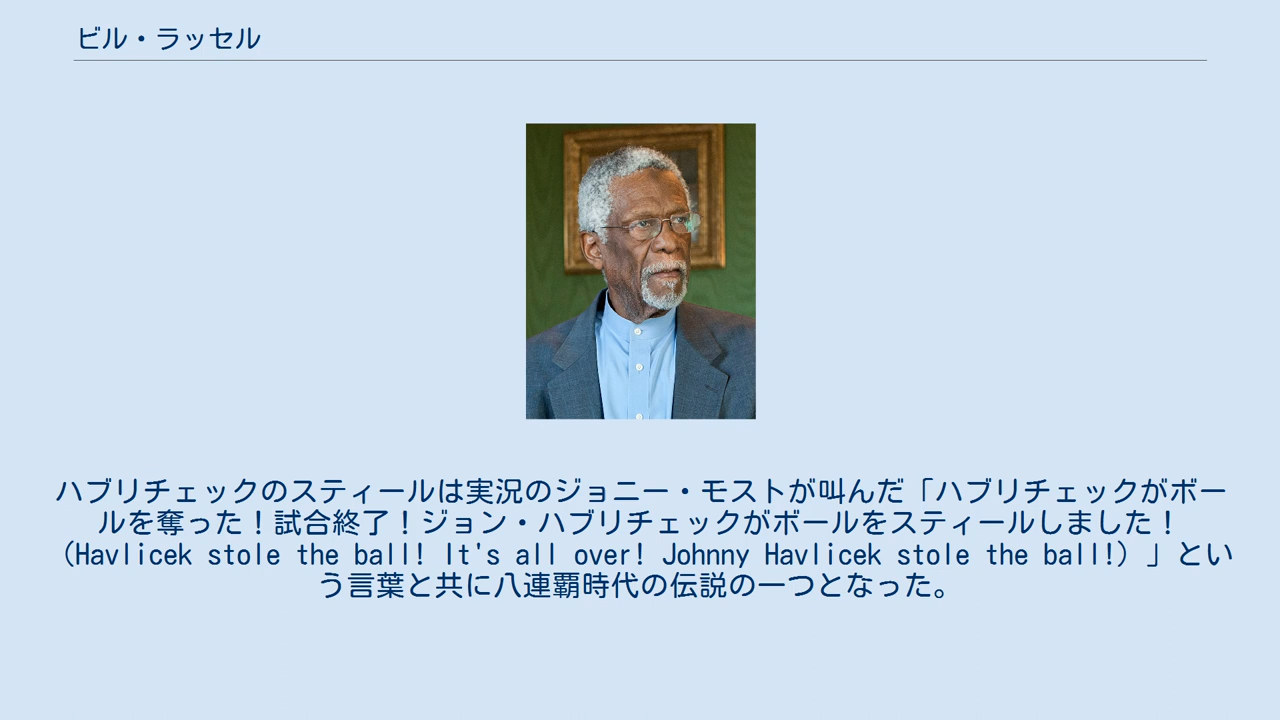 ビル・ラッセル
ハブリチェックのスティールは実況のジョニー・モストが叫んだ「ハブリチェックがボー
ルを奪った！試合終了！ジョン・ハブリチェックがボールをスティールしました！
（Havlicek stole the ball! It's all over! Johnny Havlicek stole the ball!）」とい
う言葉と共に八連覇時代の伝説の一つとなった。